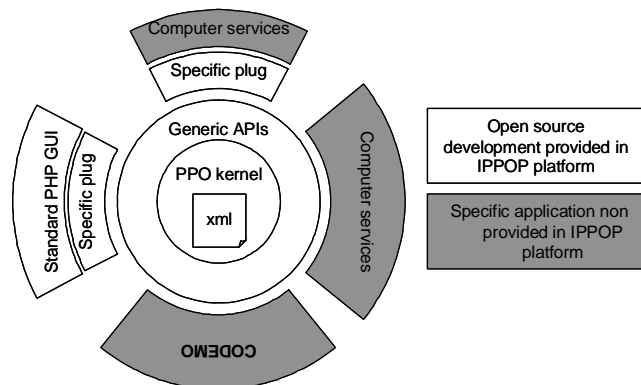 Computer services
Specific plug
Generic APIs
PPO kernel
xml
Standard PHP GUI
Specific plug
Computer services
CODEMO
Open source
development provided in
IPPOP platform
Specific application non
provided in IPPOP
platform